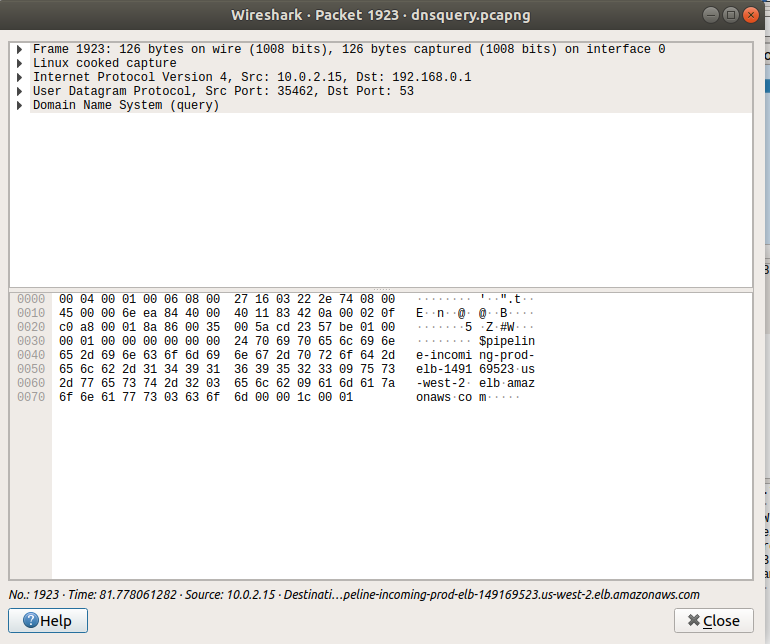 Wireshark · Packet 1923 · dnsquery.pcapng
Frame 1923: 126 bytes on wire (1008 bits), 126 bytes captured (1008 bits) on interface 0
Linux cooked capture
Internet Protocol Version 4, Src: 10.0.2.15, Dst: 192.168.0.1
User Datagram Protocol, Src Port: 35462, Dst Port: 53
Domain Name System (query)
0000 00 04 00 01 00 06 08 00 27 16 03 22 2e 74 08 00 ········ '··".t··
0010 45 00 00 6e ea 84 40 00 40 11 83 42 0a 00 02 0f E··n··@· @··B····
0020 c0 a8 00 01 8a 86 00 35 00 5a cd 23 57 be 01 00 ·······5 ·Z·#W···
0030 00 01 00 00 00 00 00 00 24 70 69 70 65 6c 69 6e ········ $pipelin
0040 65 2d 69 6e 63 6f 6d 69 6e 67 2d 70 72 6f 64 2d e-incomi ng-prod-
0050 65 6c 62 2d 31 34 39 31 36 39 35 32 33 09 75 73 elb-1491 69523·us
0060 2d 77 65 73 74 2d 32 03 65 6c 62 09 61 6d 61 7a -west-2· elb·amaz
0070 6f 6e 61 77 73 03 63 6f 6d 00 00 1c 00 01 onaws·co m·····
No.: 1923 · Time: 81.778061282 · Source: 10.0.2.15 · Destinati…peline-incoming-prod-elb-149169523.us-west-2.elb.amazonaws.com
Help
Close